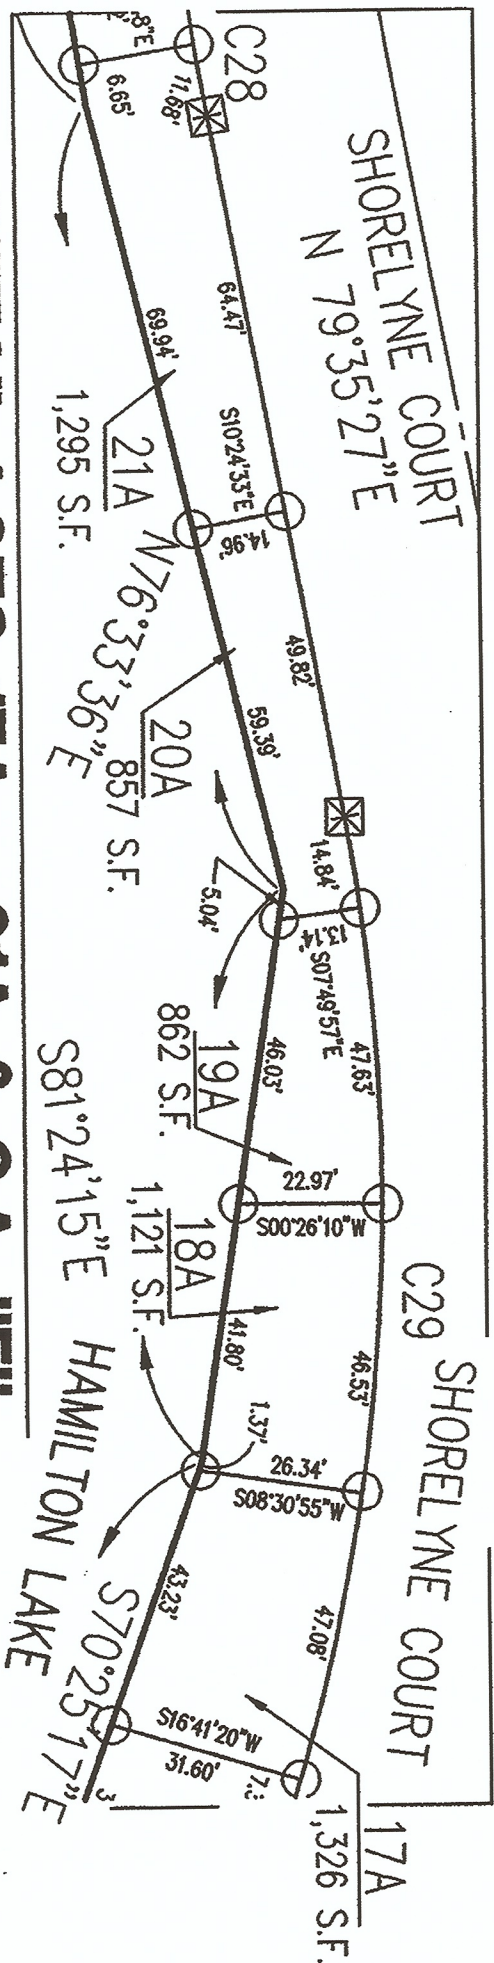 C28
SHORELYNE COURT
N 79°35'27"E
8"E
11.68'
6.65'
64.47'
69.94'
S10°24'33"E
14.96'
21A
1,295 S.F.
N76°33'36"E
49.82'
59.39'
20A
857 S.F.
14.84'
13.14'
S07°49'57"E
5.04'
47.63'
46.03'
19A
862 S.F.
S81°24'15"E
22.97'
S00°26'10"W
18A
1,121 S.F.
C29
SHORELYNE COURT
46.53'
41.80'
1.37'
26.34'
S08°30'55"W
HAMILTON LAKE
47.08'
43.23'
S70°25'17"E
S16°41'20"W
31.60'
17A
1,326 S.F.